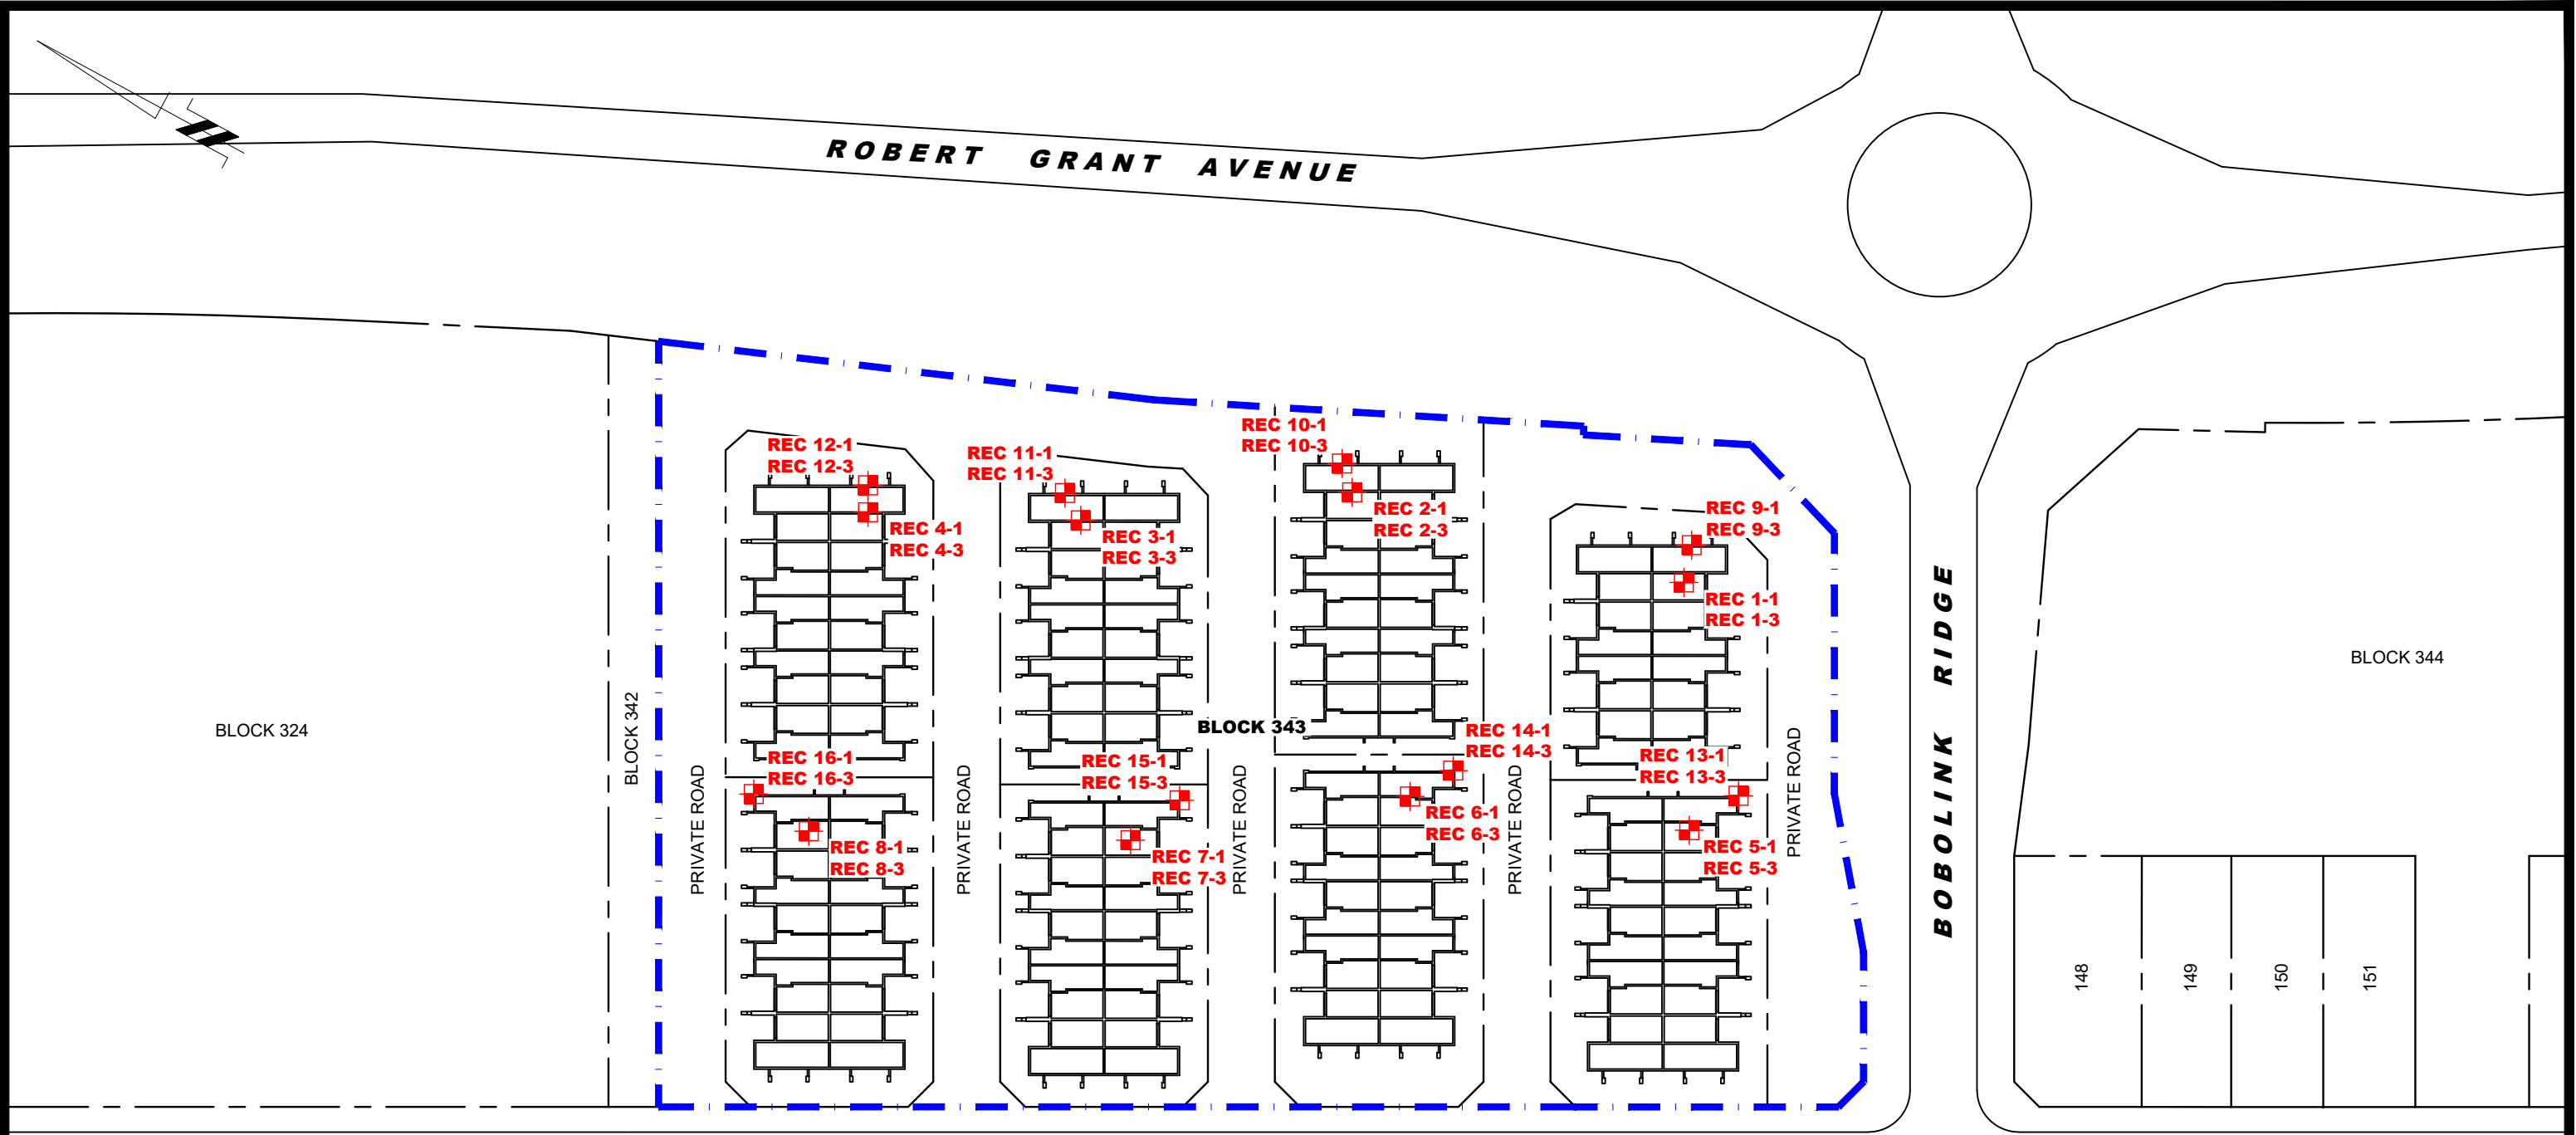 ROBERT GRANT AVENUE
REC 12-1
REC 12-3
REC 11-1
REC 11-3
REC 10-1
REC 10-3
REC 4-1
REC 4-3
REC 3-1
REC 3-3
REC 2-1
REC 2-3
REC 9-1
REC 9-3
REC 1-1
REC 1-3
BOBOLINK RIDGE
BLOCK 344
BLOCK 324
BLOCK 342
BLOCK 343
REC 16-1
REC 16-3
REC 15-1
REC 15-3
REC 14-1
REC 14-3
REC 13-1
REC 13-3
PRIVATE ROAD
PRIVATE ROAD
PRIVATE ROAD
PRIVATE ROAD
PRIVATE ROAD
REC 8-1
REC 8-3
REC 7-1
REC 7-3
REC 6-1
REC 6-3
REC 5-1
REC 5-3
148
149
150
151